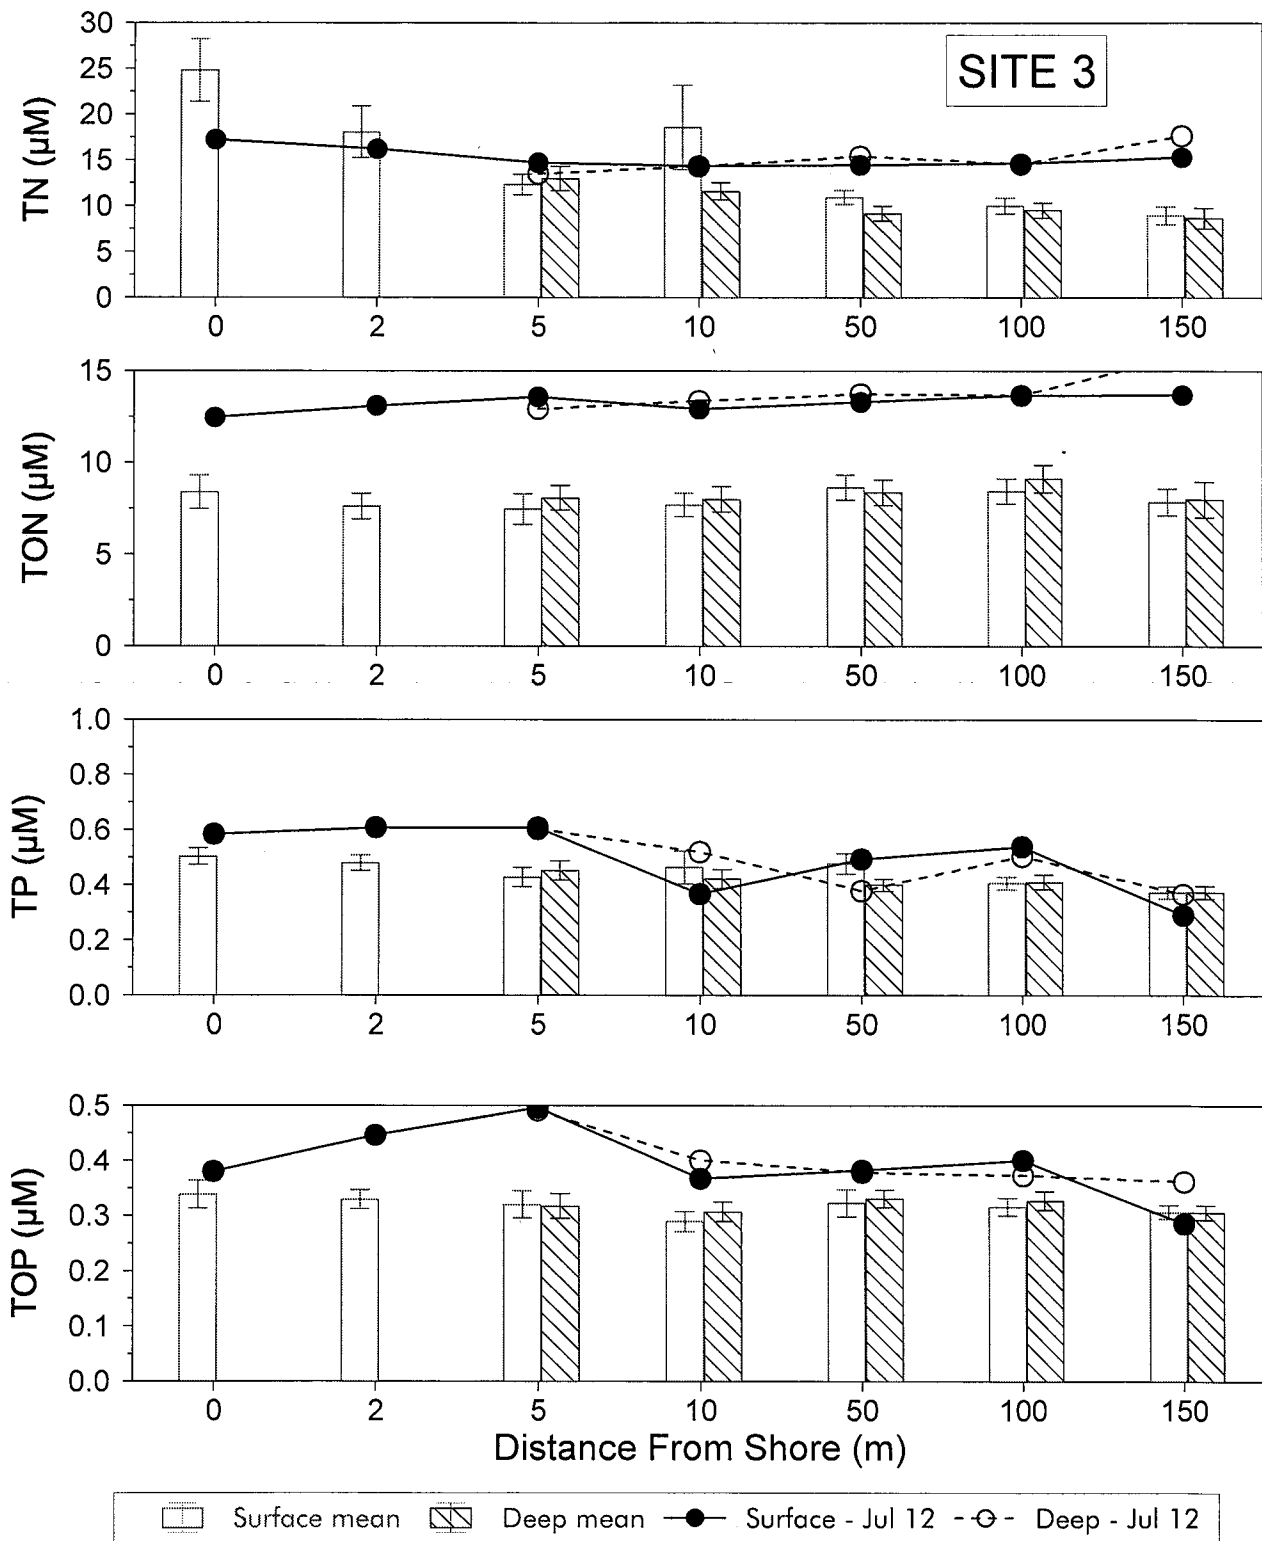 SITE 3
TN (µM)
30
25
20
15
10
5
0
0 2 5 10 50 100 150
TON (µM)
15
10
5
0
0 2 5 10 50 100 150
TP (µM)
1.0
0.8
0.6
0.4
0.2
0.0
0 2 5 10 50 100 150
TOP (µM)
0.5
0.4
0.3
0.2
0.1
0.0
0 2 5 10 50 100 150
Distance From Shore (m)
Surface mean Deep mean Surface - Jul 12 Deep - Jul 12